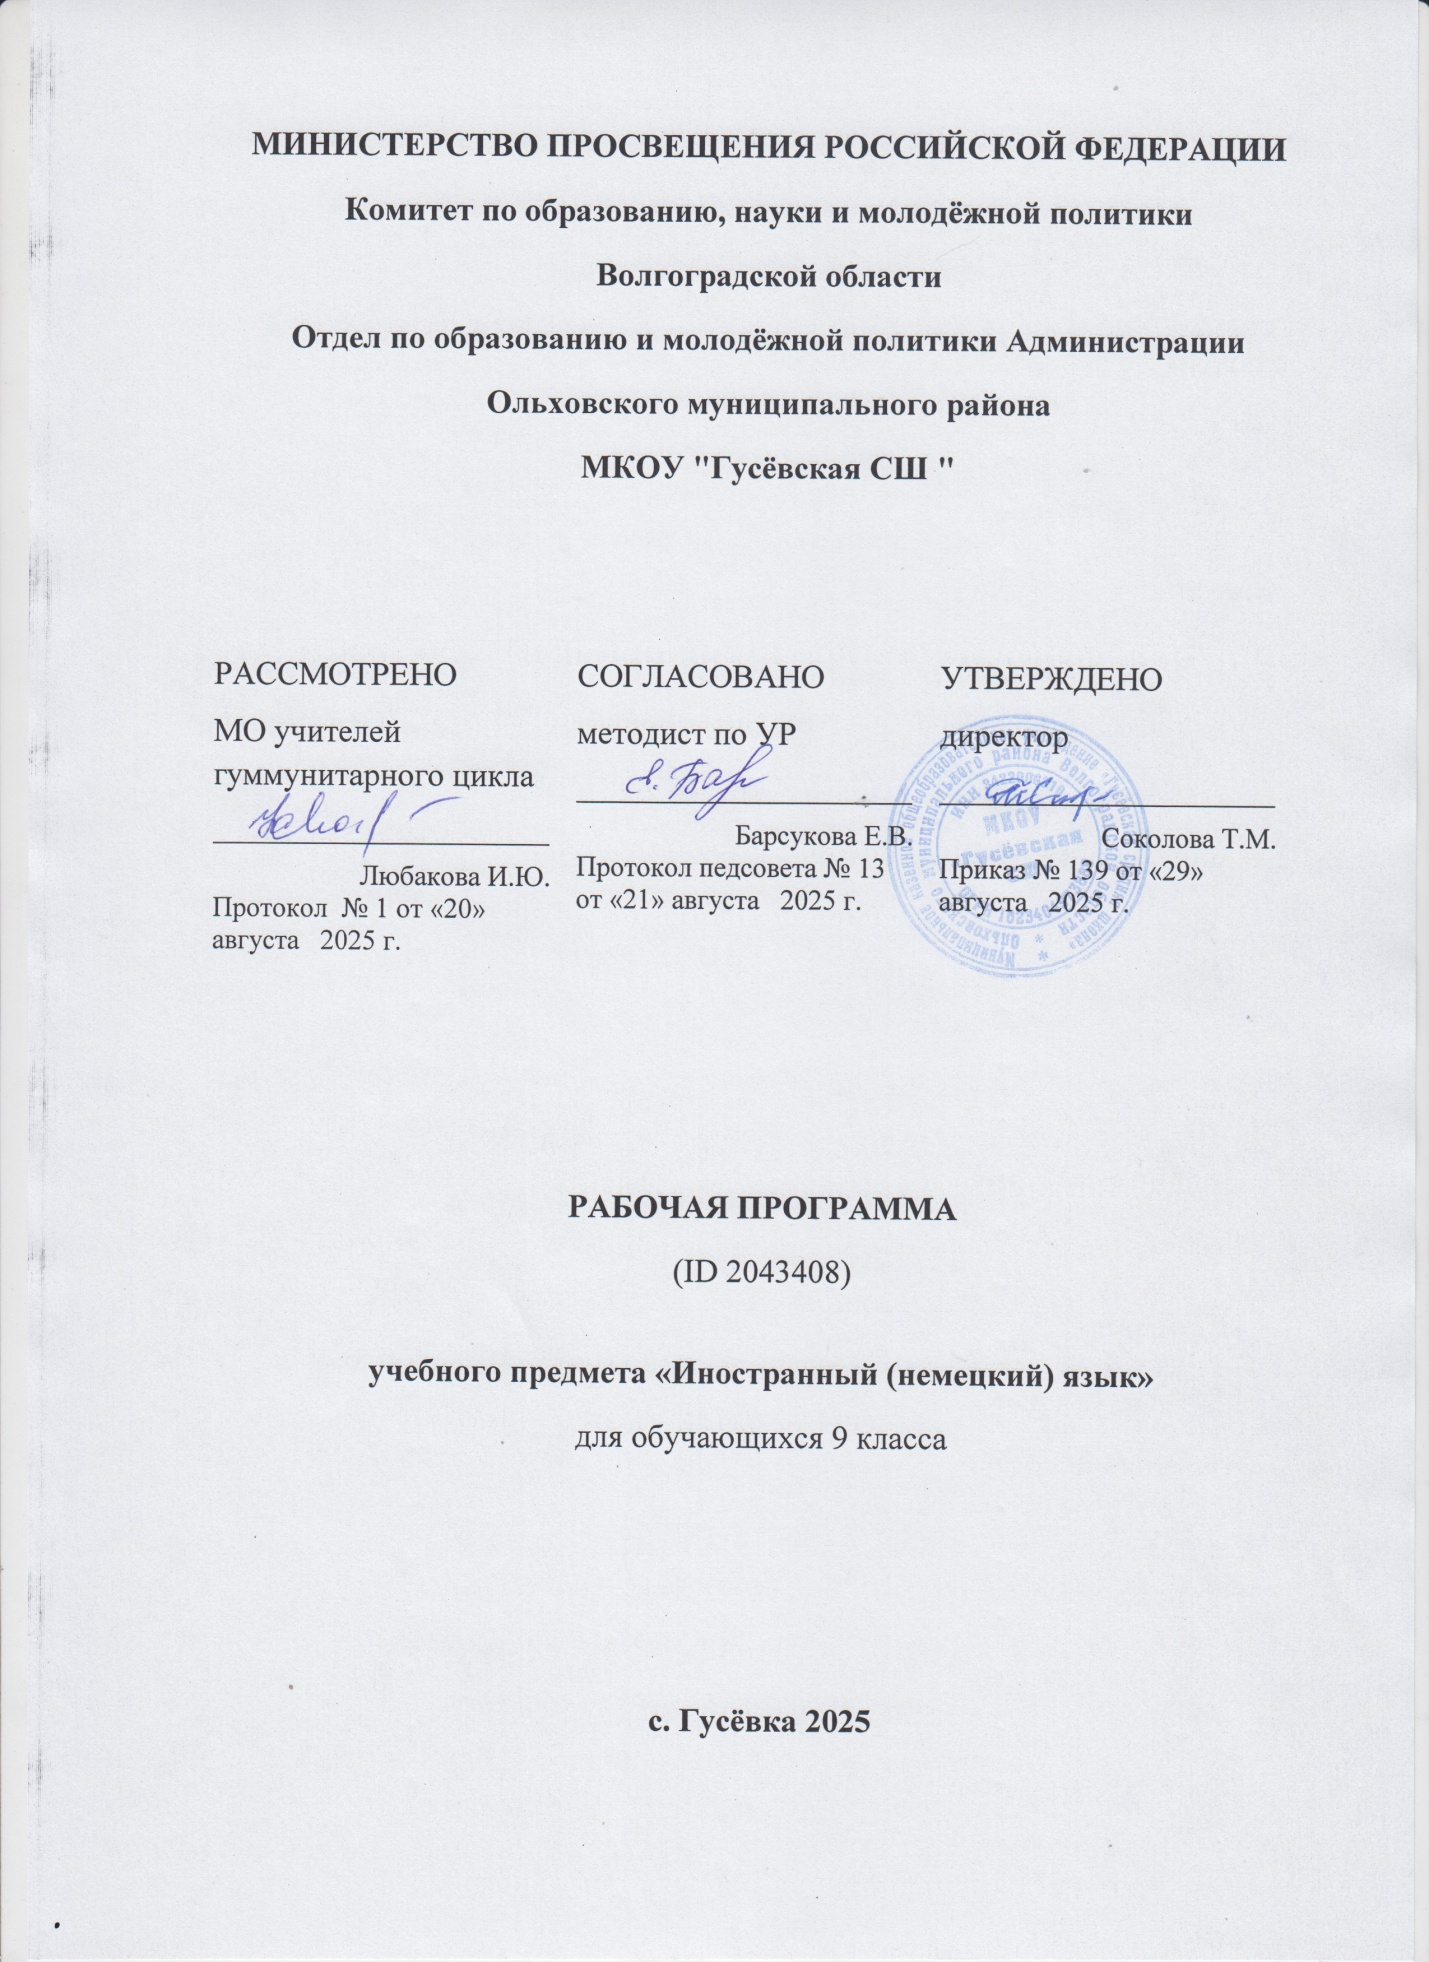 МИНИСТЕРСТВО ПРОСВЕЩЕНИЯ РОССИЙСКОЙ ФЕДЕРАЦИИ
Комитет по образованию, науки и молодёжной политики
Волгоградской области
Отдел по образованию и молодёжной политики Администрации
Ольховского муниципального района
МКОУ "Гусёвская СШ "
РАССМОТРЕНО
МО учителей
гуммунитарного цикла
Любакова И.Ю.
Протокол № 1 от «20»
августа 2025 г.
СОГЛАСОВАНО
методист по УР
Барсукова Е.В.
Протокол педсовета № 13
от «21» августа 2025 г.
УТВЕРЖДЕНО
директор
Соколова Т.М.
Приказ № 139 от «29»
августа 2025 г.
МКОУ
Гусёвская
РАБОЧАЯ ПРОГРАММА
(ID 2043408)
учебного предмета «Иностранный (немецкий) язык»
для обучающихся 9 класса
с. Гусёвка 2025